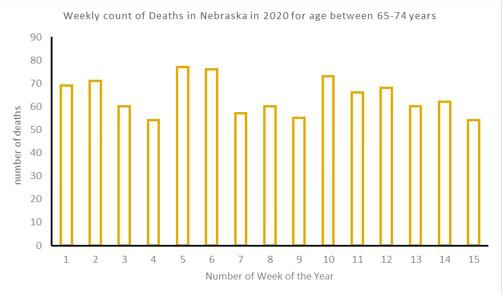 Weekly count of Deaths in Nebraska in 2020 for age between 65-74 years
number of deaths
90
80
70
60
50
40
30
20
10
0
1 2 3 4 5 6 7 8 9 10 11 12 13 14 15
Number of Week of the Year